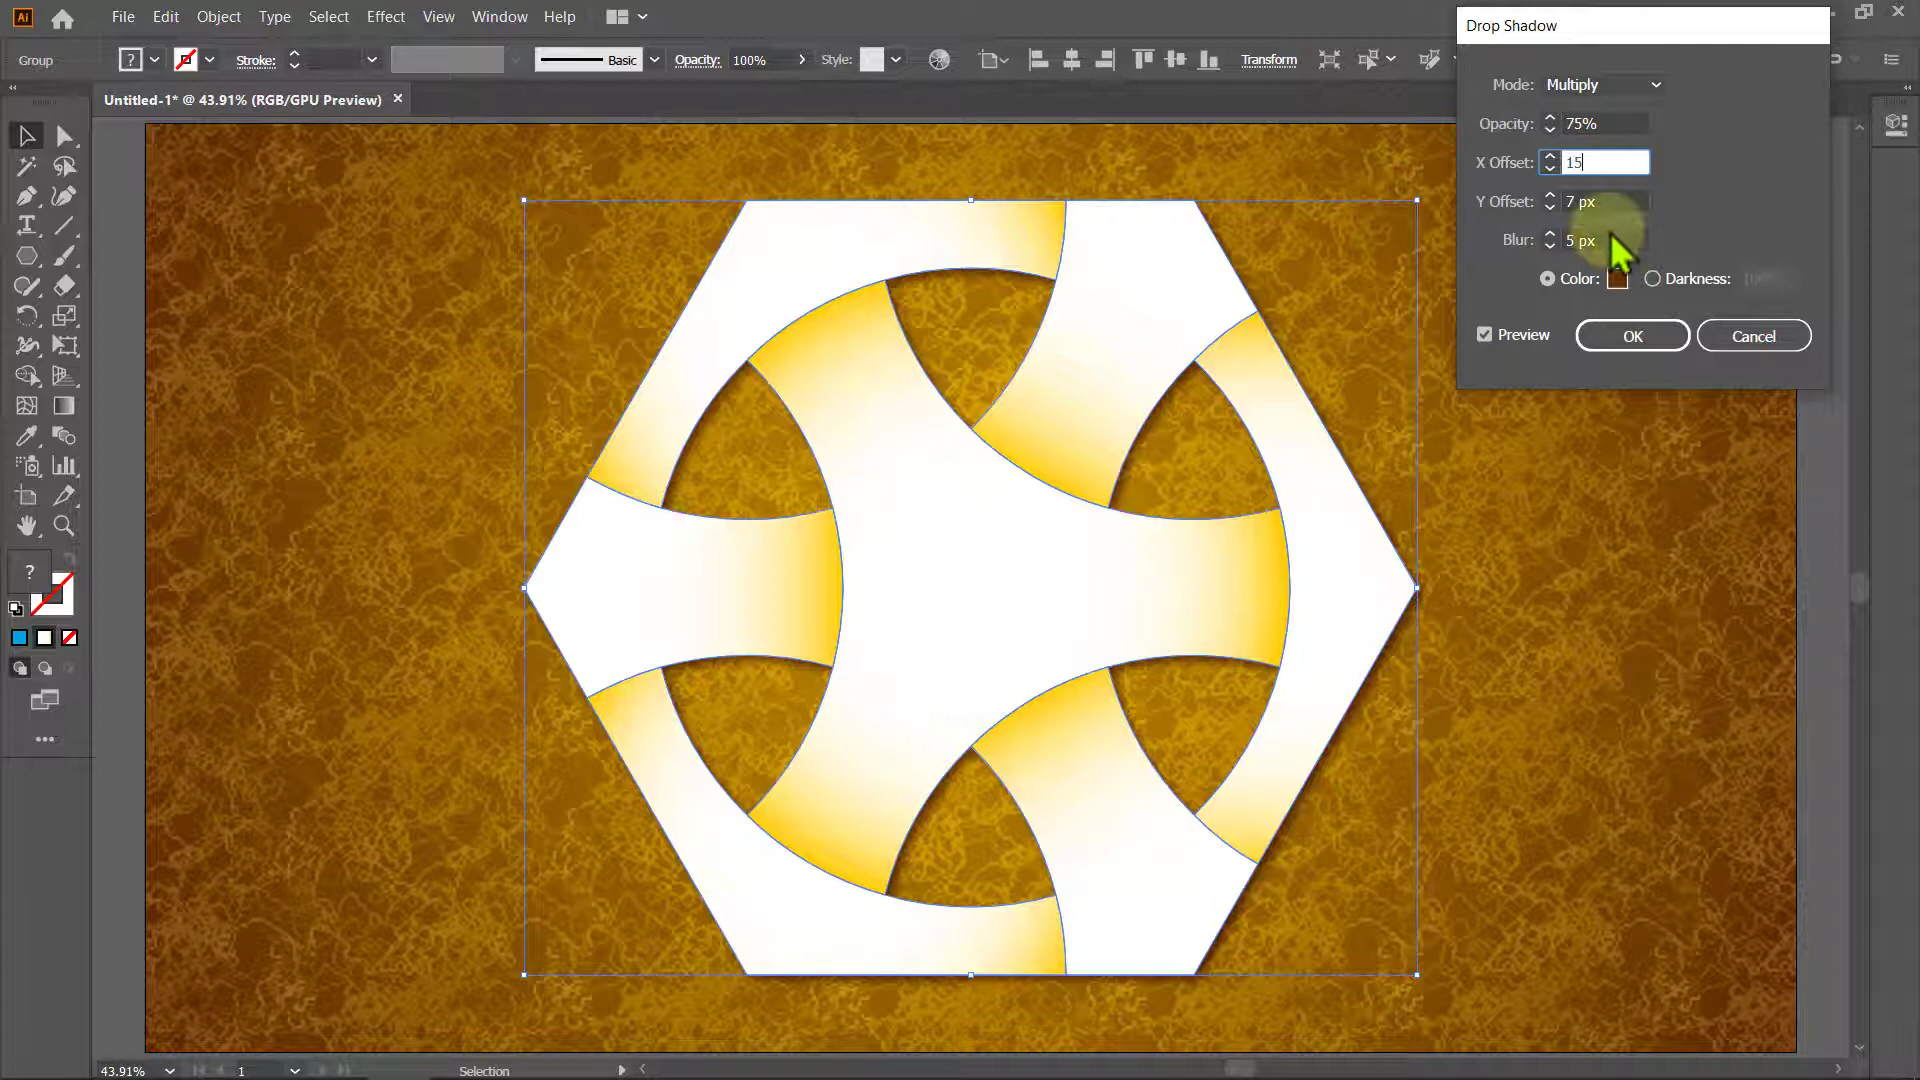 Ai File Edit Object Type Select Effect View Window Help
Drop Shadow
Group ? Stroke: Basic Opacity: 100% Style: Transform
Mode: Multiply
Untitled-1* @ 43.91% (RGB/GPU Preview)
Opacity: 75%
X Offset: 15
Y Offset: 7 px
Blur: 5 px
Color: Darkness:
Preview OK Cancel
?
43.91% 1 Selection